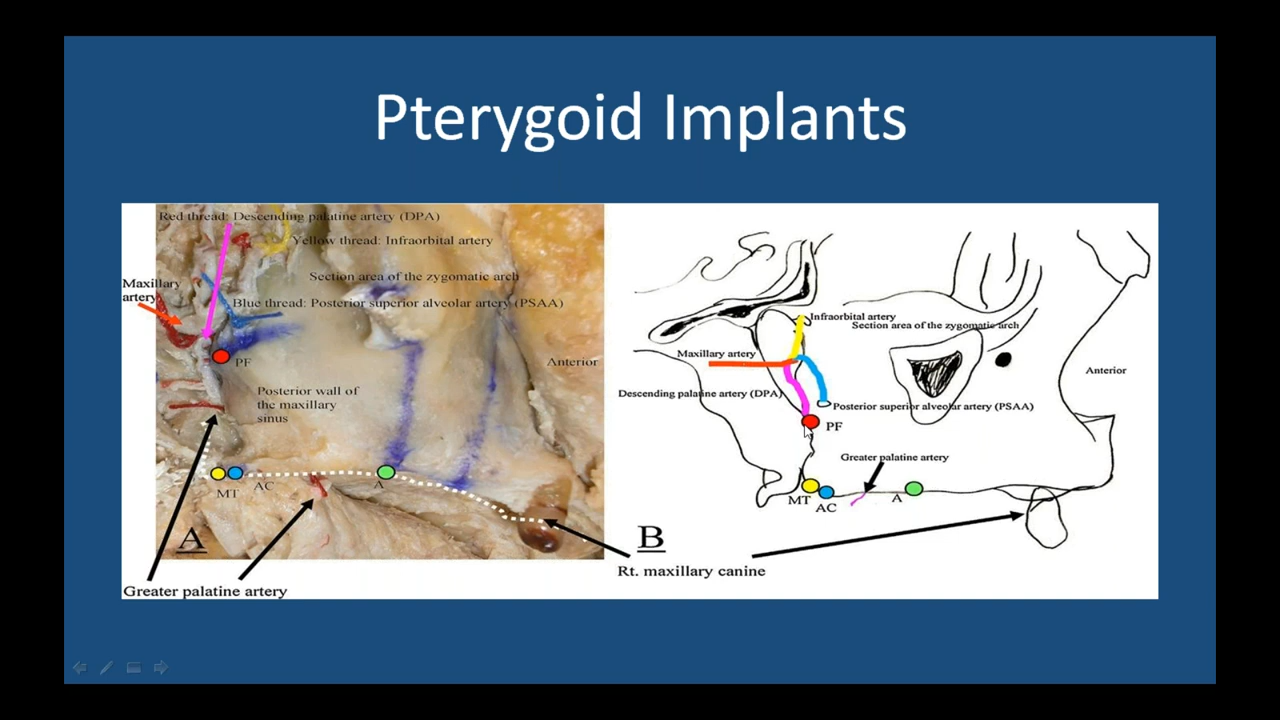 Pterygoid Implants
Red thread: Descending palatine artery (DPA)
Yellow thread: Infraorbital artery
Section area of the zygomatic arch
Maxillary
artery
Blue thread: Posterior superior alveolar artery (PSAA)
PF
Anterior
Posterior wall of
the maxillary
sinus
MT
AC
A
A
Greater palatine artery
Infraorbital artery
Section area of the zygomatic arch
Maxillary artery
Anterior
Descending palatine artery (DPA)
Posterior superior alveolar artery (PSAA)
PF
Greater palatine artery
MT
AC
A
B
Rt. maxillary canine